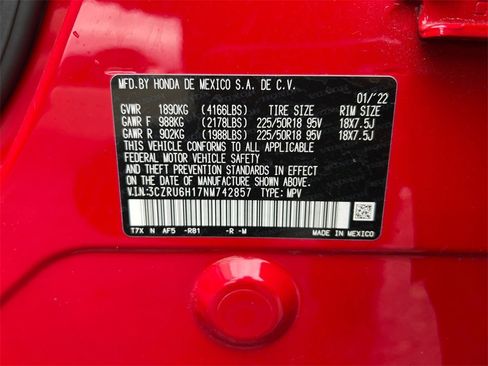 MFD.BY HONDA DE MEXICO S.A. DE C.V.
01/'22
GVWR 1890KG (4166LBS) TIRE SIZE RIM SIZE
GAWR F 988KG (2178LBS) 225/50R18 95V 18X7.5J
GAWR R 902KG (1988LBS) 225/50R18 95V 18X7.5J
THIS VEHICLE CONFORMS TO ALL APPLICABLE
FEDERAL MOTOR VEHICLE SAFETY
AND THEFT PREVENTION STANDARDS IN
EFFECT ON THE DATE OF MANUFACTURE SHOWN
ABOVE.
V.I.N:3CZRU6H17NM742857 TYPE: MPV
T7X N AF5 -R81 -R -M
MADE IN MEXICO